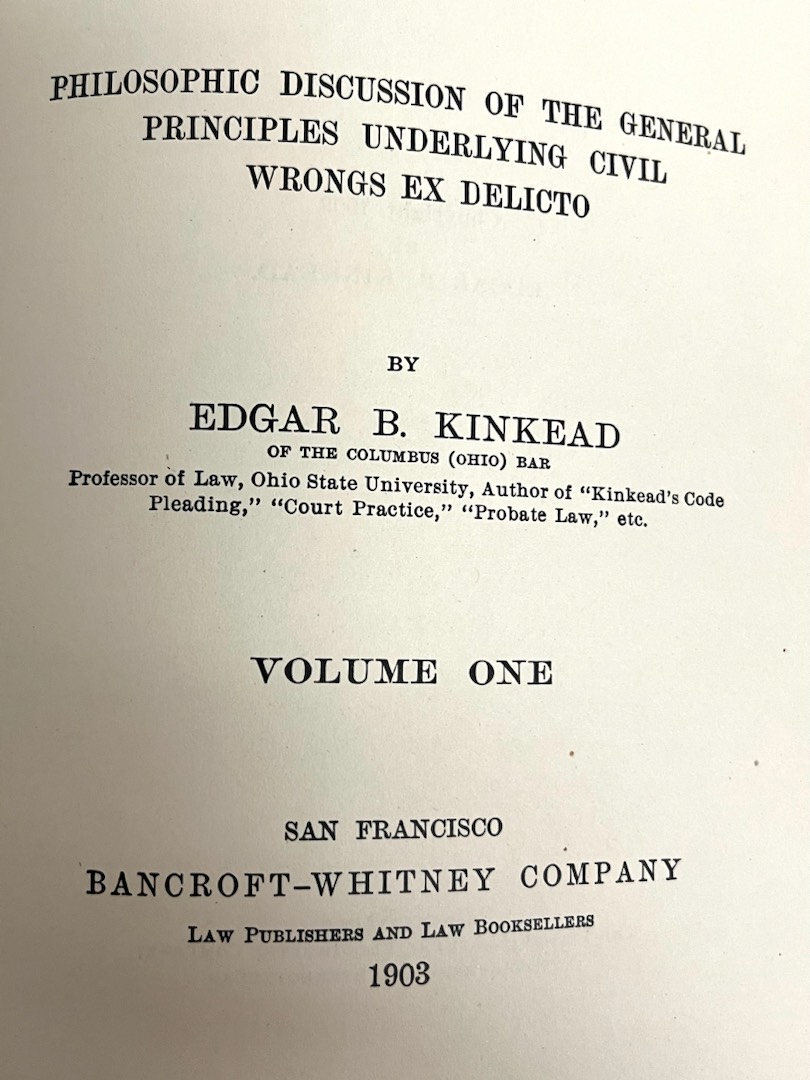 PHILOSOPHIC DISCUSSION OF THE GENERAL
PRINCIPLES UNDERLYING CIVIL
WRONGS EX DELICTO
BY
EDGAR B. KINKEAD
OF THE COLUMBUS (OHIO) BAR
Professor of Law, Ohio State University, Author of "Kinkead's Code
Pleading," "Court Practice," "Probate Law," etc.
VOLUME ONE
SAN FRANCISCO
BANCROFT-WHITNEY COMPANY
LAW PUBLISHERS AND LAW BOOKSELLERS
1903